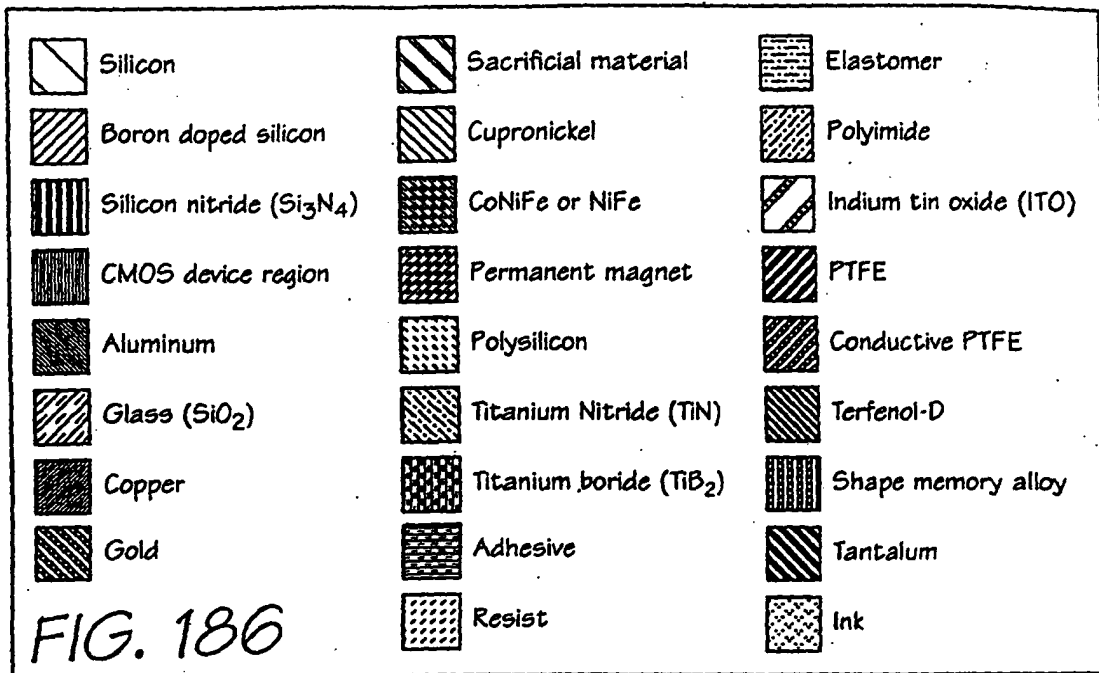 Silicon
Boron doped silicon
Silicon nitride (Si₃N₄)
CMOS device region
Aluminum
Glass (SiO₂)
Copper
Gold
FIG. 186
Sacrificial material
Cupronickel
CoNiFe or NiFe
Permanent magnet
Polysilicon
Titanium Nitride (TiN)
Titanium boride (TiB₂)
Adhesive
Resist
Elastomer
Polyimide
Indium tin oxide (ITO)
PTFE
Conductive PTFE
Terfenol-D
Shape memory alloy
Tantalum
Ink